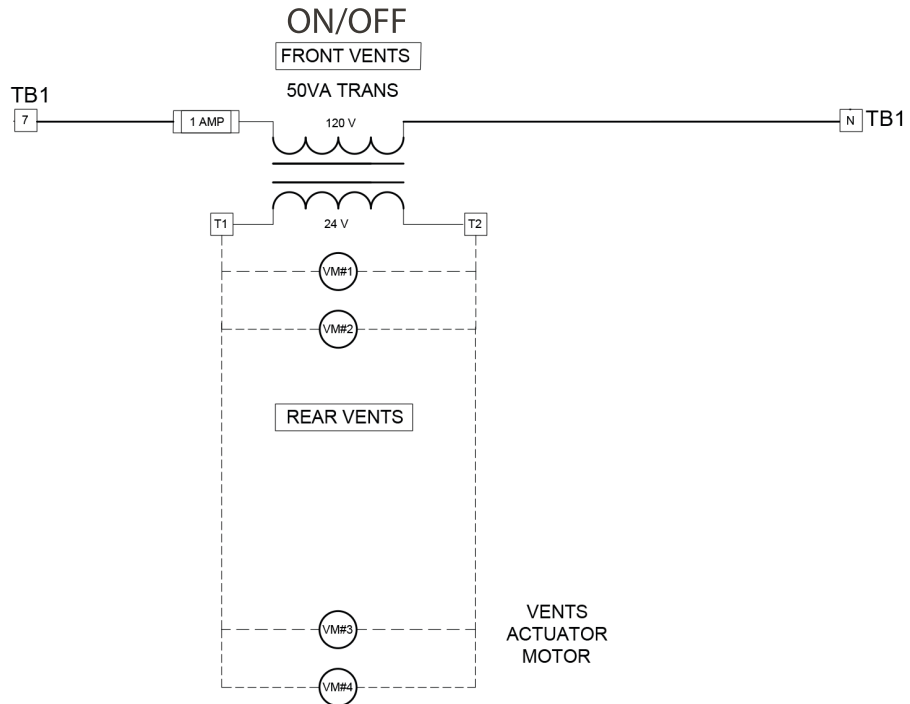 ON/OFF
FRONT VENTS
50VA TRANS
TB1
7
1 AMP
120 V
N
TB1
T1
24 V
T2
VM#1
VM#2
REAR VENTS
VM#3
VENTS
ACTUATOR
MOTOR
VM#4